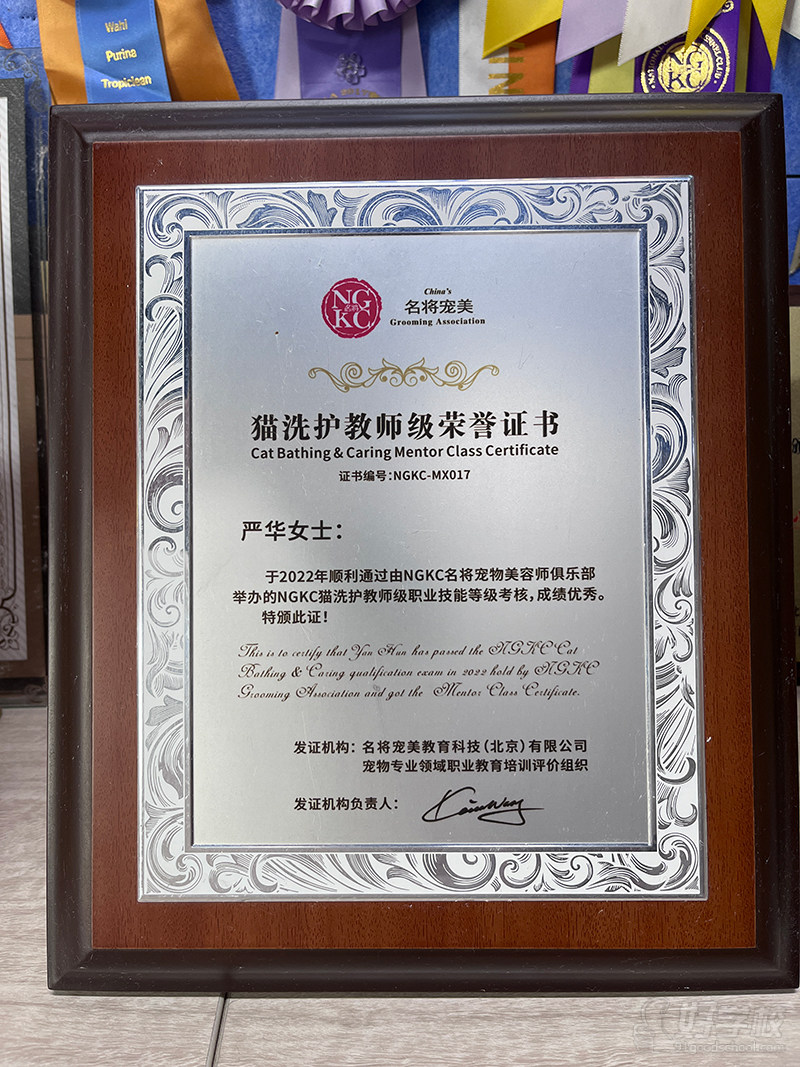 Wahl
Purina
Tropiclean
NGKC
NG
名将
KC
China's
名将宠美
Grooming Association
猫洗护教师级荣誉证书
Cat Bathing & Caring Mentor Class Certificate
证书编号：NGKC-MX017
严华女士：
于2022年顺利通过由NGKC名将宠物美容师俱乐部
举办的NGKC猫洗护教师级职业技能等级考核，成绩优秀。
特颁此证！
This is to certify that Yan Hua has passed the NGKC Cat
Bathing & Caring qualification exam in 2022 hold by NGKC
Grooming Association and got the Mentor Class Certificate.
发证机构：名将宠美教育科技（北京）有限公司
宠物专业领域职业教育培训评价组织
发证机构负责人：